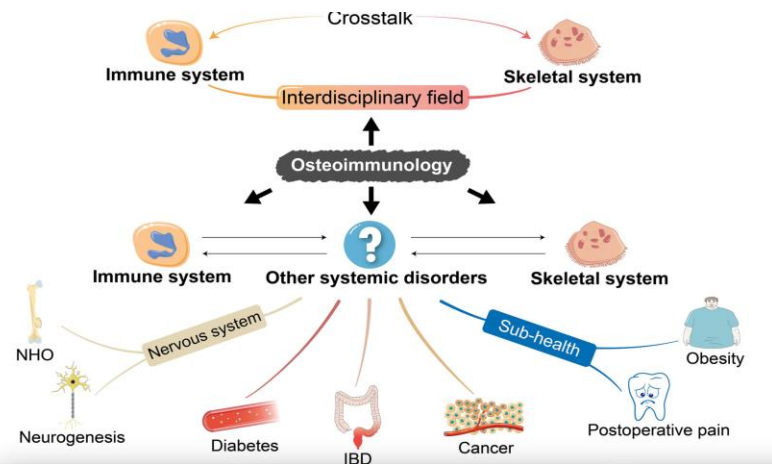 Crosstalk
Immune system
Skeletal system
Interdisciplinary field
Osteoimmunology
?
Immune system
Other systemic disorders
Skeletal system
Nervous system
Sub-health
NHO
Obesity
Neurogenesis
Diabetes
IBD
Cancer
Postoperative pain